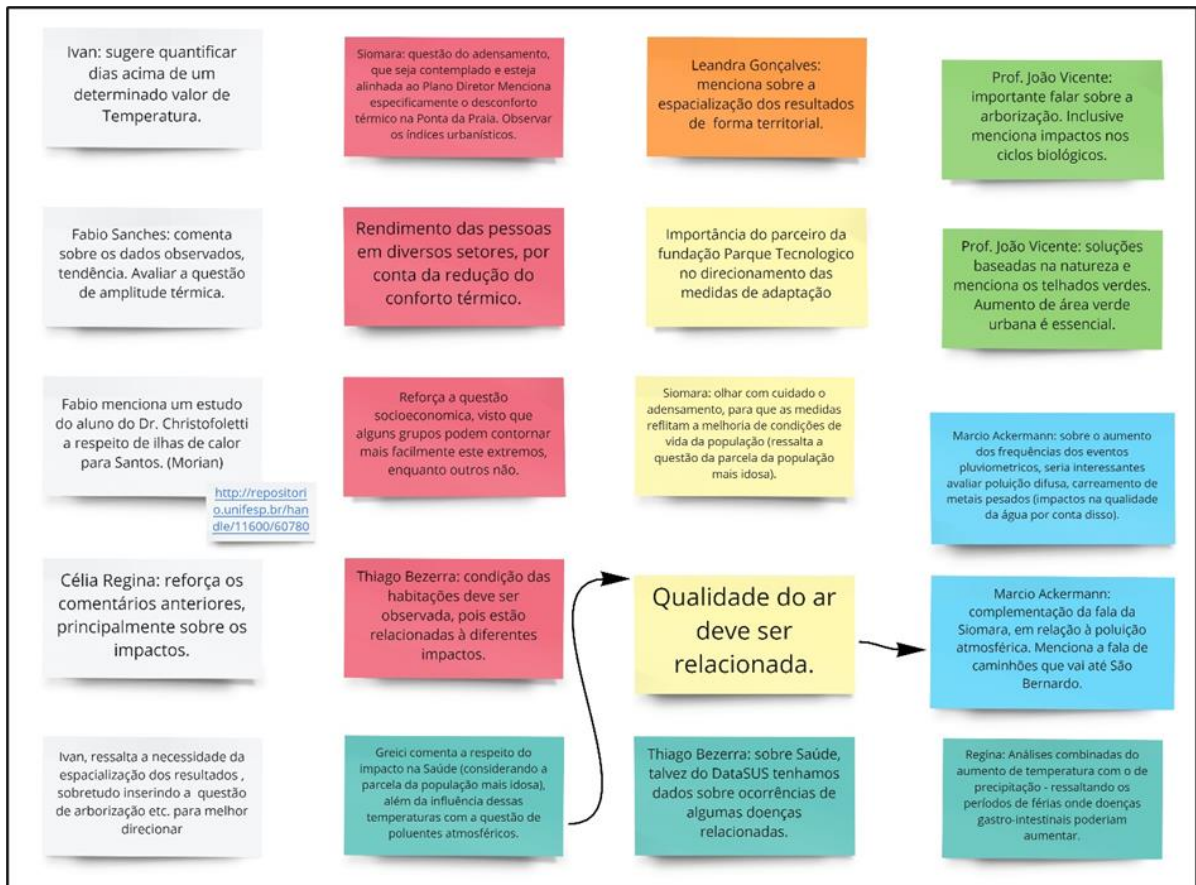 Ivan: sugere quantificar
dias acima de um
determinado valor de
Temperatura.
Siomara: questão do adensamento,
que seja contemplado e esteja
alinhada ao Plano Diretor Menciona
especificamente o desconforto
térmico na Ponta da Praia. Observar
os índices urbanísticos.
Leandra Gonçalves:
menciona sobre a
espacialização dos resultados
de forma territorial.
Prof. João Vicente:
importante falar sobre a
arborização. Inclusive
menciona impactos nos
ciclos biológicos.
Fabio Sanches: comenta
sobre os dados observados,
tendência. Avaliar a questão
de amplitude térmica.
Rendimento das pessoas
em diversos setores, por
conta da redução do
conforto térmico.
Importância do parceiro da
fundação Parque Tecnologico
no direcionamento das
medidas de adaptação
Prof. João Vicente: soluções
baseadas na natureza e
menciona os telhados verdes.
Aumento de área verde
urbana é essencial.
Fabio menciona um estudo
do aluno do Dr. Christofoletti
a respeito de ilhas de calor
para Santos. (Morian)
http://repositori
o.unifesp.br/han
dle/11600/60780
Reforça a questão
socioeconomica, visto que
alguns grupos podem contornar
mais facilmente este extremos,
enquanto outros não.
Siomara: olhar com cuidado o
adensamento, para que as medidas
reflitam a melhoria de condições de
vida da população (ressalta a
questão da parcela da população
mais idosa).
Marcio Ackermann: sobre o aumento
dos frequências dos eventos
pluviometricos, seria interessantes
avaliar poluição difusa, carreamento de
metais pesados (impactos na qualidade
da água por conta disso).
Célia Regina: reforça os
comentários anteriores,
principalmente sobre os
impactos.
Thiago Bezerra: condição das
habitações deve ser
observada, pois estão
relacionadas à diferentes
impactos.
Qualidade do ar
deve ser
relacionada.
Marcio Ackermann:
complementação da fala da
Siomara, em relação à poluição
atmosférica. Menciona a fala de
caminhões que vai até São
Bernardo.
Ivan, ressalta a necessidade da
espacialização dos resultados ,
sobretudo inserindo a questão
de arborização etc. para melhor
direcionar
Greici comenta a respeito do
impacto na Saúde (considerando a
parcela da população mais idosa),
além da influência dessas
temperaturas com a questão de
poluentes atmosféricos.
Thiago Bezerra: sobre Saúde,
talvez do DataSUS tenhamos
dados sobre ocorrências de
algumas doenças
relacionadas.
Regina: Análises combinadas do
aumento de temperatura com o de
precipitação - ressaltando os
períodos de férias onde doenças
gastro-intestinais poderiam
aumentar.